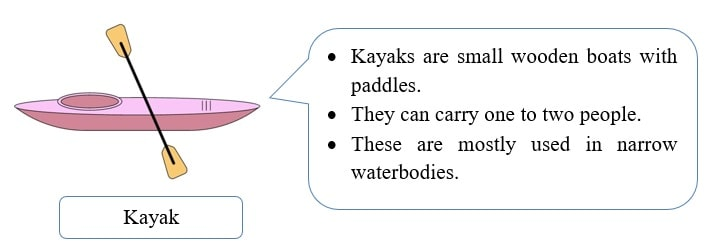 • Kayaks are small wooden boats with
paddles.
• They can carry one to two people.
• These are mostly used in narrow
waterbodies.
Kayak